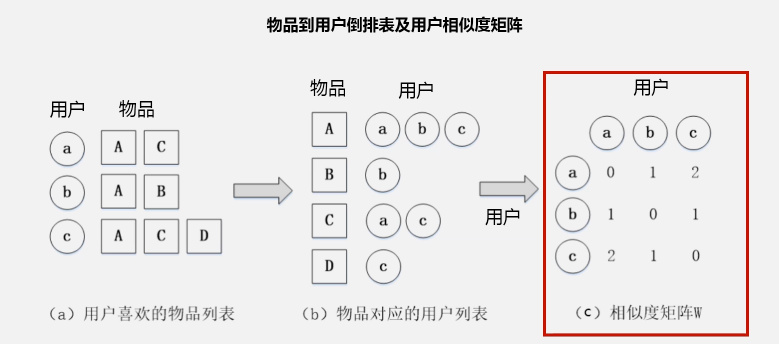 物品到用户倒排表及用户相似度矩阵
用户 物品
a A C
b A B
c A C D
(a)用户喜欢的物品列表
物品 用户
A a b c
B b
C a c
D c
(b)物品对应的用户列表
用户
用户
a b c
a 0 1 2
b 1 0 1
c 2 1 0
(c)相似度矩阵W